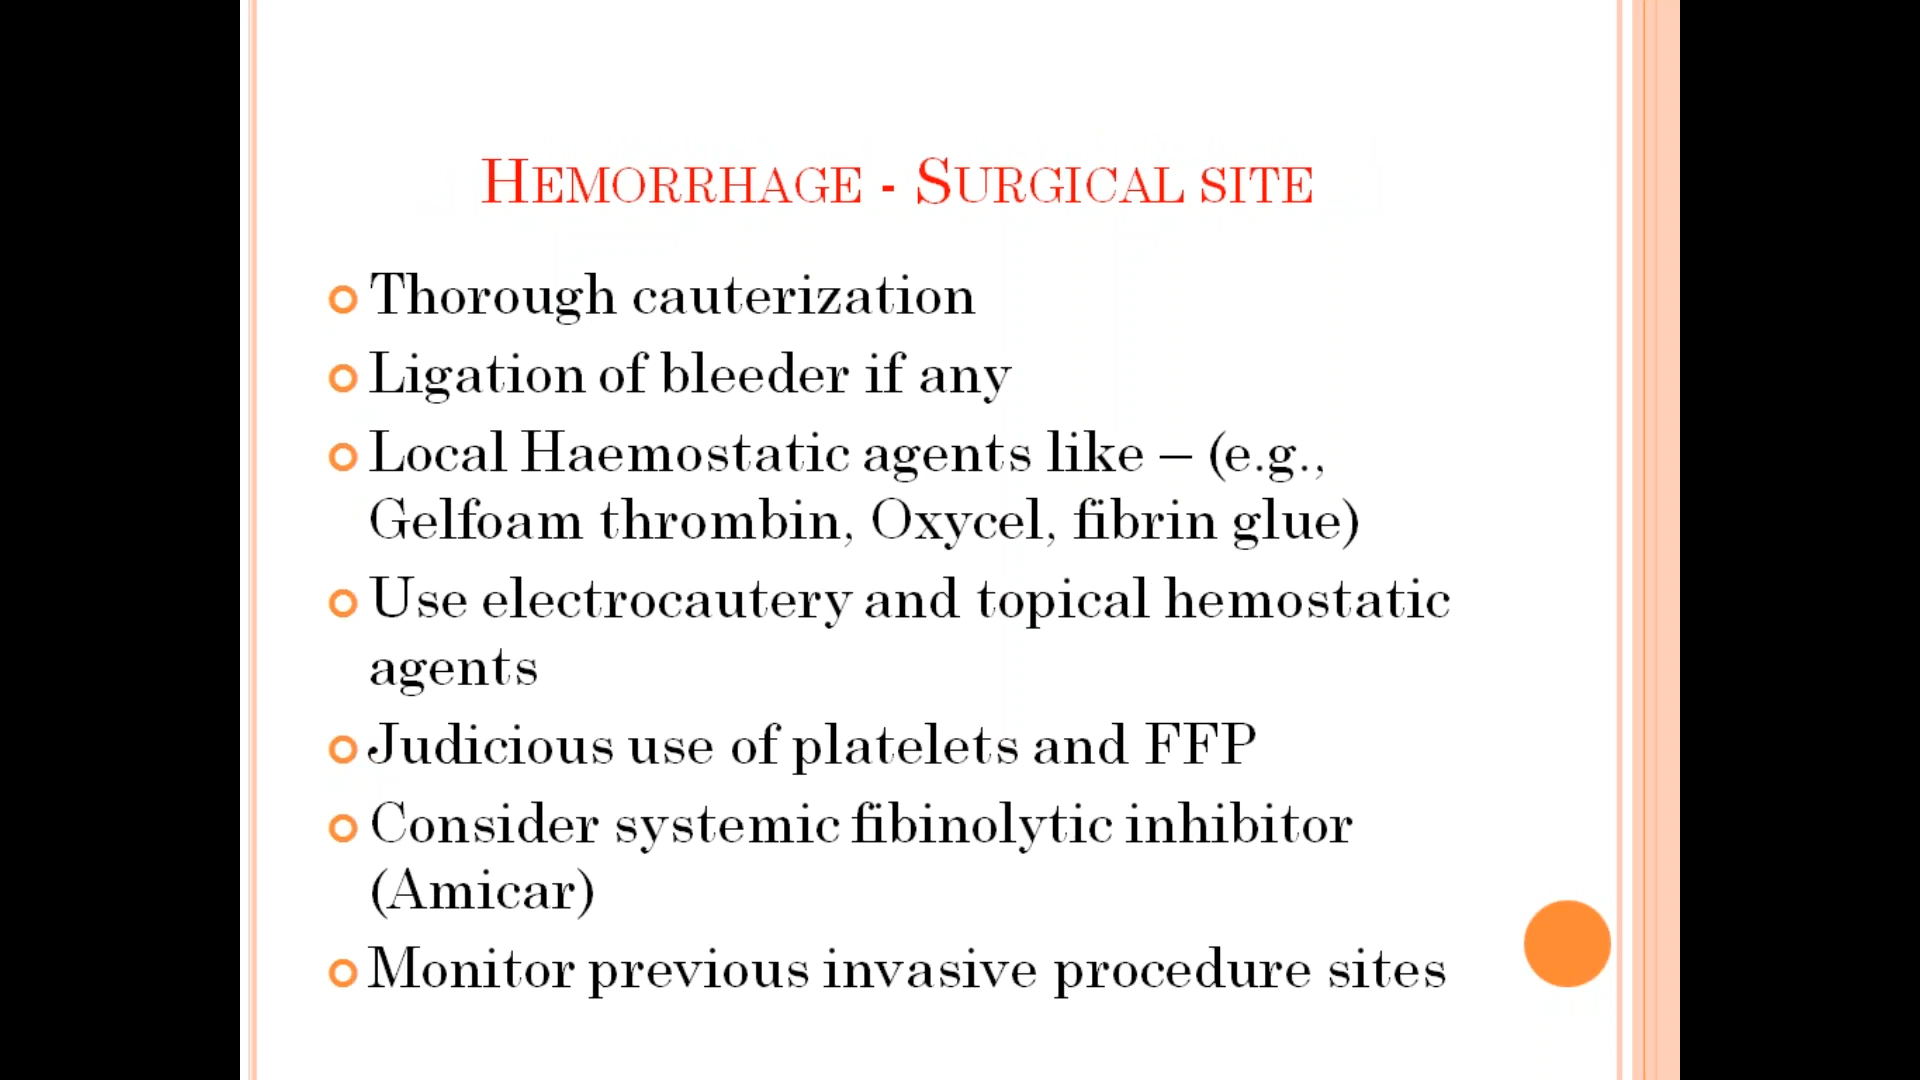 HEMORRHAGE - SURGICAL SITE
Thorough cauterization
Ligation of bleeder if any
Local Haemostatic agents like – (e.g.,
Gelfoam thrombin, Oxycel, fibrin glue)
Use electrocautery and topical hemostatic
agents
Judicious use of platelets and FFP
Consider systemic fibinolytic inhibitor
(Amicar)
Monitor previous invasive procedure sites